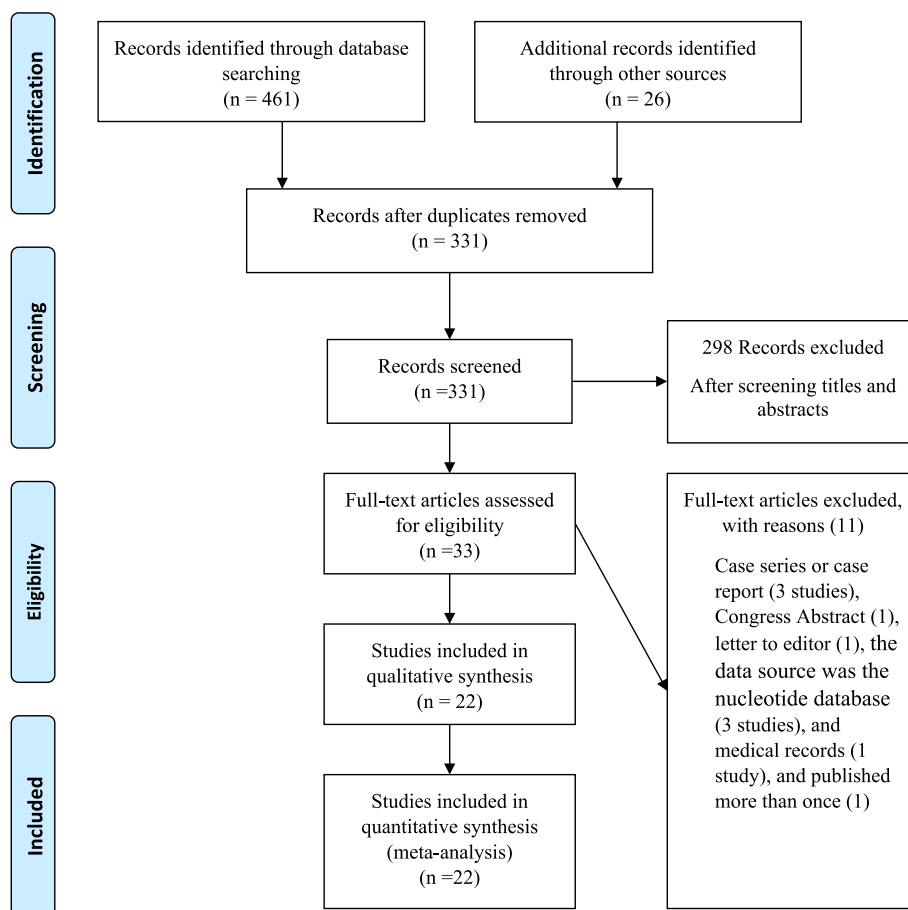 Identification
Records identified through database
searching
(n = 461)
Additional records identified
through other sources
(n = 26)
Records after duplicates removed
(n = 331)
Screening
Records screened
(n =331)
298 Records excluded
After screening titles and
abstracts
Eligibility
Full-text articles assessed
for eligibility
(n =33)
Full-text articles excluded,
with reasons (11)
Case series or case
report (3 studies),
Congress Abstract (1),
letter to editor (1), the
data source was the
nucleotide database
(3 studies), and
medical records (1
study), and published
more than once (1)
Studies included in
qualitative synthesis
(n = 22)
Included
Studies included in
quantitative synthesis
(meta-analysis)
(n =22)